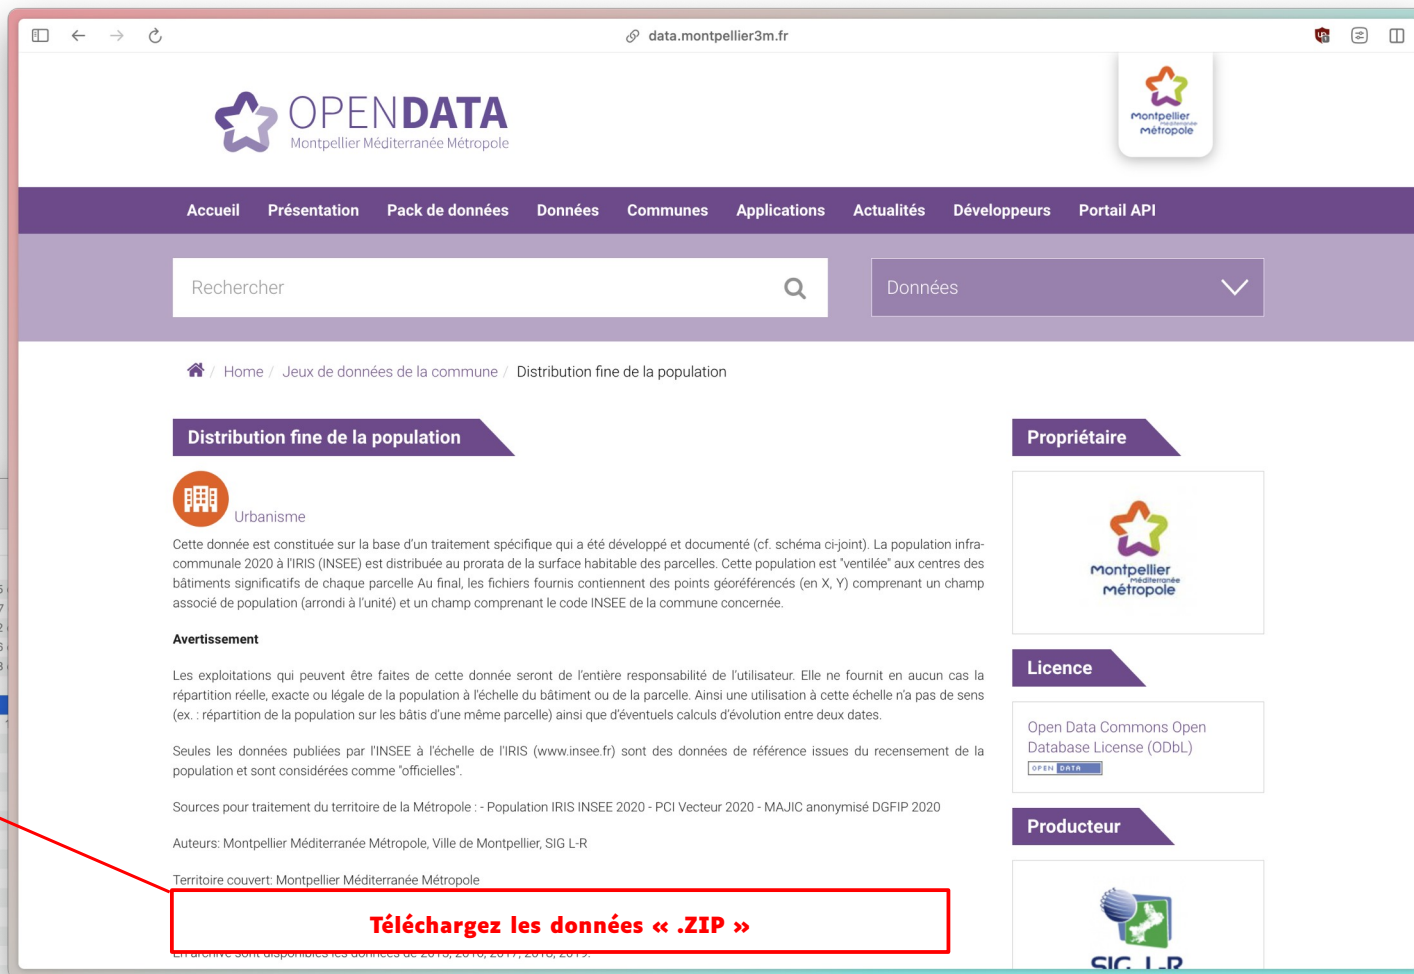 data.montpellier3m.fr
OPENDATA
Montpellier Méditerranée Métropole
Montpellier
Méditerranée
Métropole
Accueil Présentation Pack de données Données Communes Applications Actualités Développeurs Portail API
Rechercher
Données
/ Home / Jeux de données de la commune / Distribution fine de la population
Distribution fine de la population
Urbanisme
Cette donnée est constituée sur la base d'un traitement spécifique qui a été développé et documenté (cf. schéma ci-joint). La population infra-
communale 2020 à l'IRIS (INSEE) est distribuée au prorata de la surface habitable des parcelles. Cette population est "ventilée" aux centres des
bâtiments significatifs de chaque parcelle Au final, les fichiers fournis contiennent des points géoréférencés (en X, Y) comprenant un champ
associé de population (arrondi à l'unité) et un champ comprenant le code INSEE de la commune concernée.
Avertissement
Les exploitations qui peuvent être faites de cette donnée seront de l'entière responsabilité de l'utilisateur. Elle ne fournit en aucun cas la
répartition réelle, exacte ou légale de la population à l'échelle du bâtiment ou de la parcelle. Ainsi une utilisation à cette échelle n'a pas de sens
(ex. : répartition de la population sur les bâtis d'une même parcelle) ainsi que d'éventuels calculs d'évolution entre deux dates.
Seules les données publiées par l'INSEE à l'échelle de l'IRIS (www.insee.fr) sont des données de référence issues du recensement de la
population et sont considérées comme "officielles".
Sources pour traitement du territoire de la Métropole : - Population IRIS INSEE 2020 - PCI Vecteur 2020 - MAJIC anonymisé DGFIP 2020
Auteurs: Montpellier Méditerranée Métropole, Ville de Montpellier, SIG L-R
Territoire couvert: Montpellier Méditerranée Métropole
Téléchargez les données « .ZIP »
En archive sont disponibles les données de 2015, 2016, 2017, 2018, 2019.
Propriétaire
Montpellier
Méditerranée
Métropole
Licence
Open Data Commons Open
Database License (ODbL)
OPEN DATA
Producteur
SIG L-R